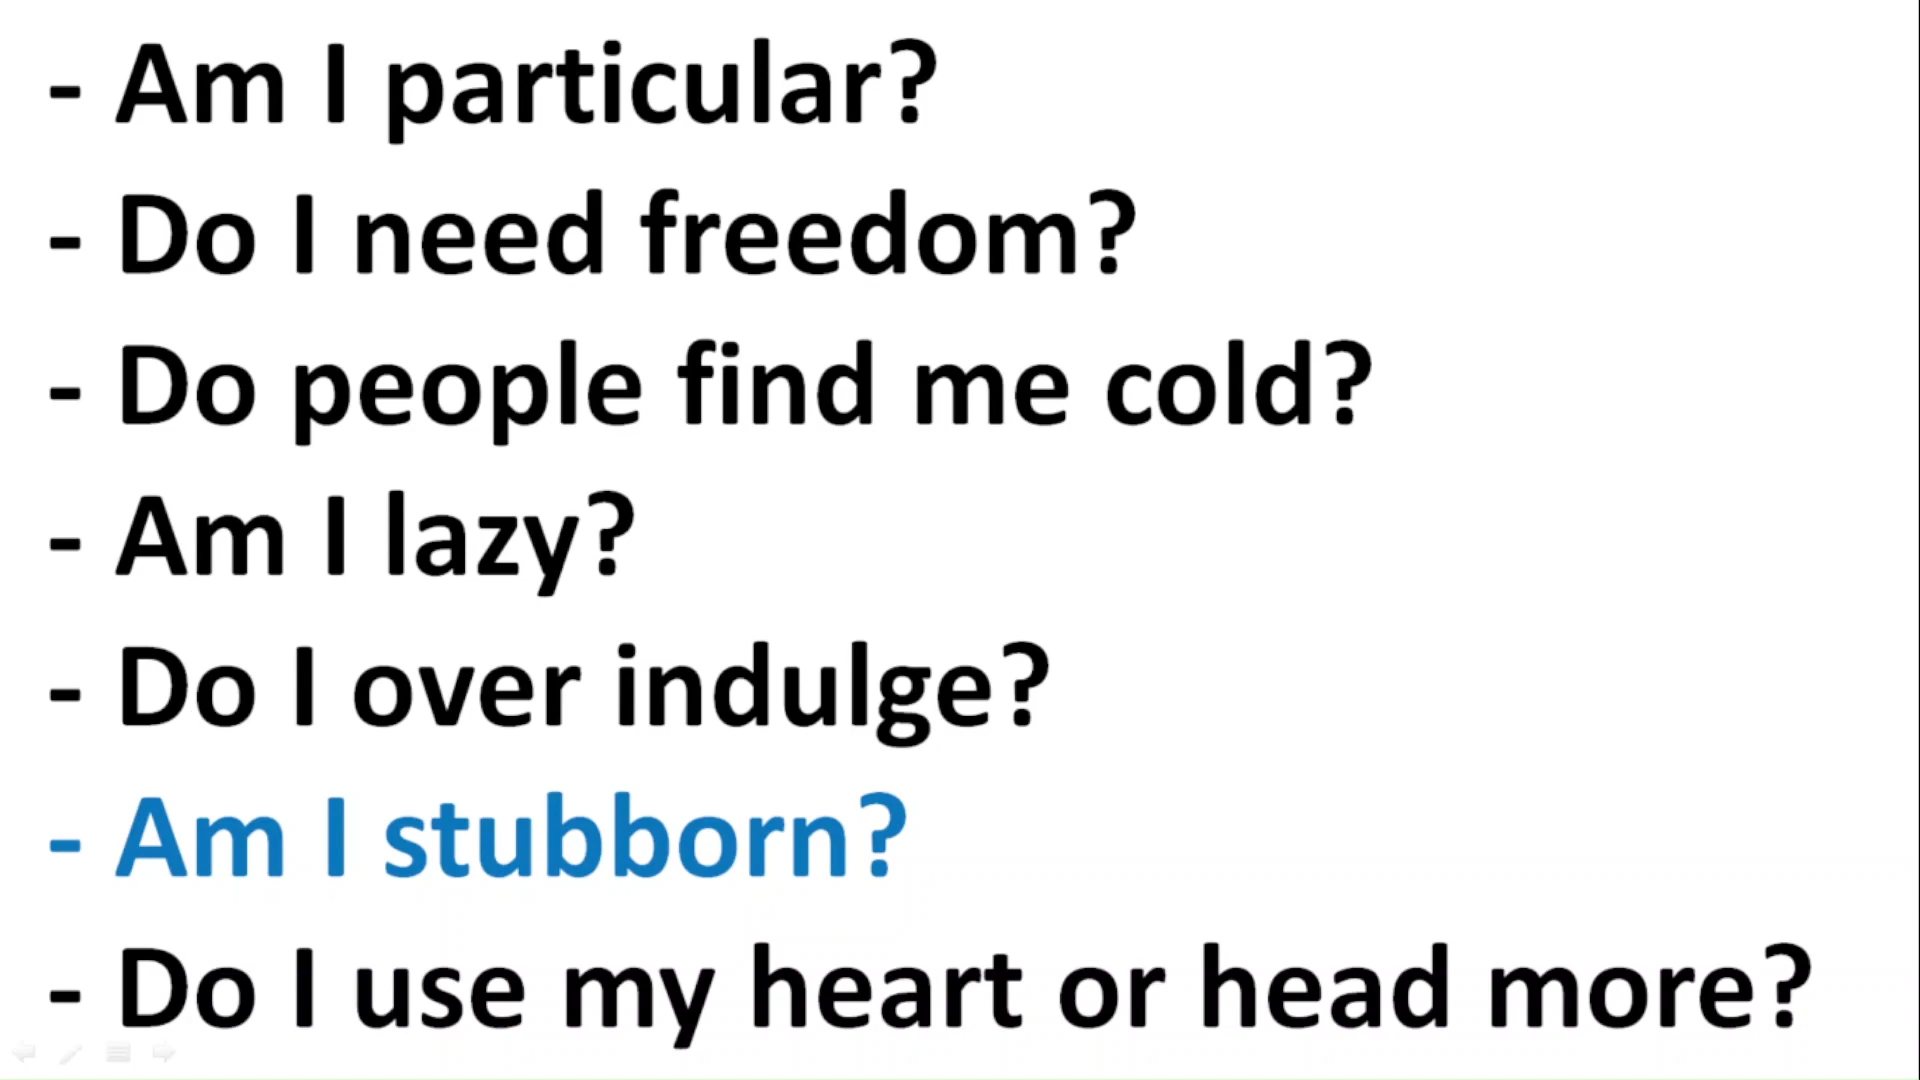 - Am I particular?
- Do I need freedom?
- Do people find me cold?
- Am I lazy?
- Do I over indulge?
- Am I stubborn?
- Do I use my heart or head more?